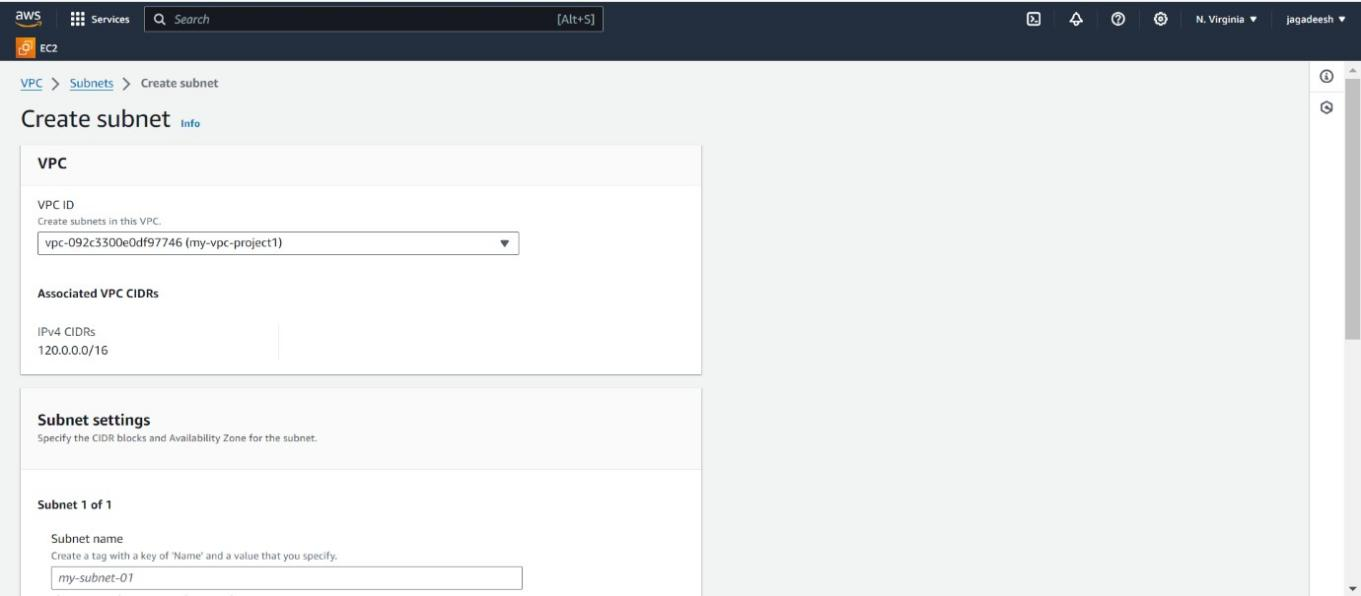 aws
Services
Search [Alt+S]
N. Virginia
jagadeesh
EC2
VPC > Subnets > Create subnet
Create subnet Info
VPC
VPC ID
Create subnets in this VPC.
vpc-092c3300e0df97746 (my-vpc-project1)
Associated VPC CIDRs
IPv4 CIDRs
120.0.0.0/16
Subnet settings
Specify the CIDR blocks and Availability Zone for the subnet.
Subnet 1 of 1
Subnet name
Create a tag with a key of 'Name' and a value that you specify.
my-subnet-01